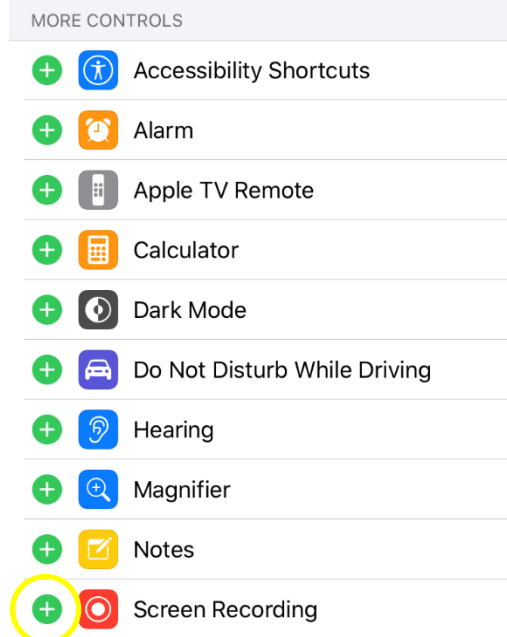 MORE CONTROLS
Accessibility Shortcuts
Alarm
Apple TV Remote
Calculator
Dark Mode
Do Not Disturb While Driving
Hearing
Magnifier
Notes
Screen Recording